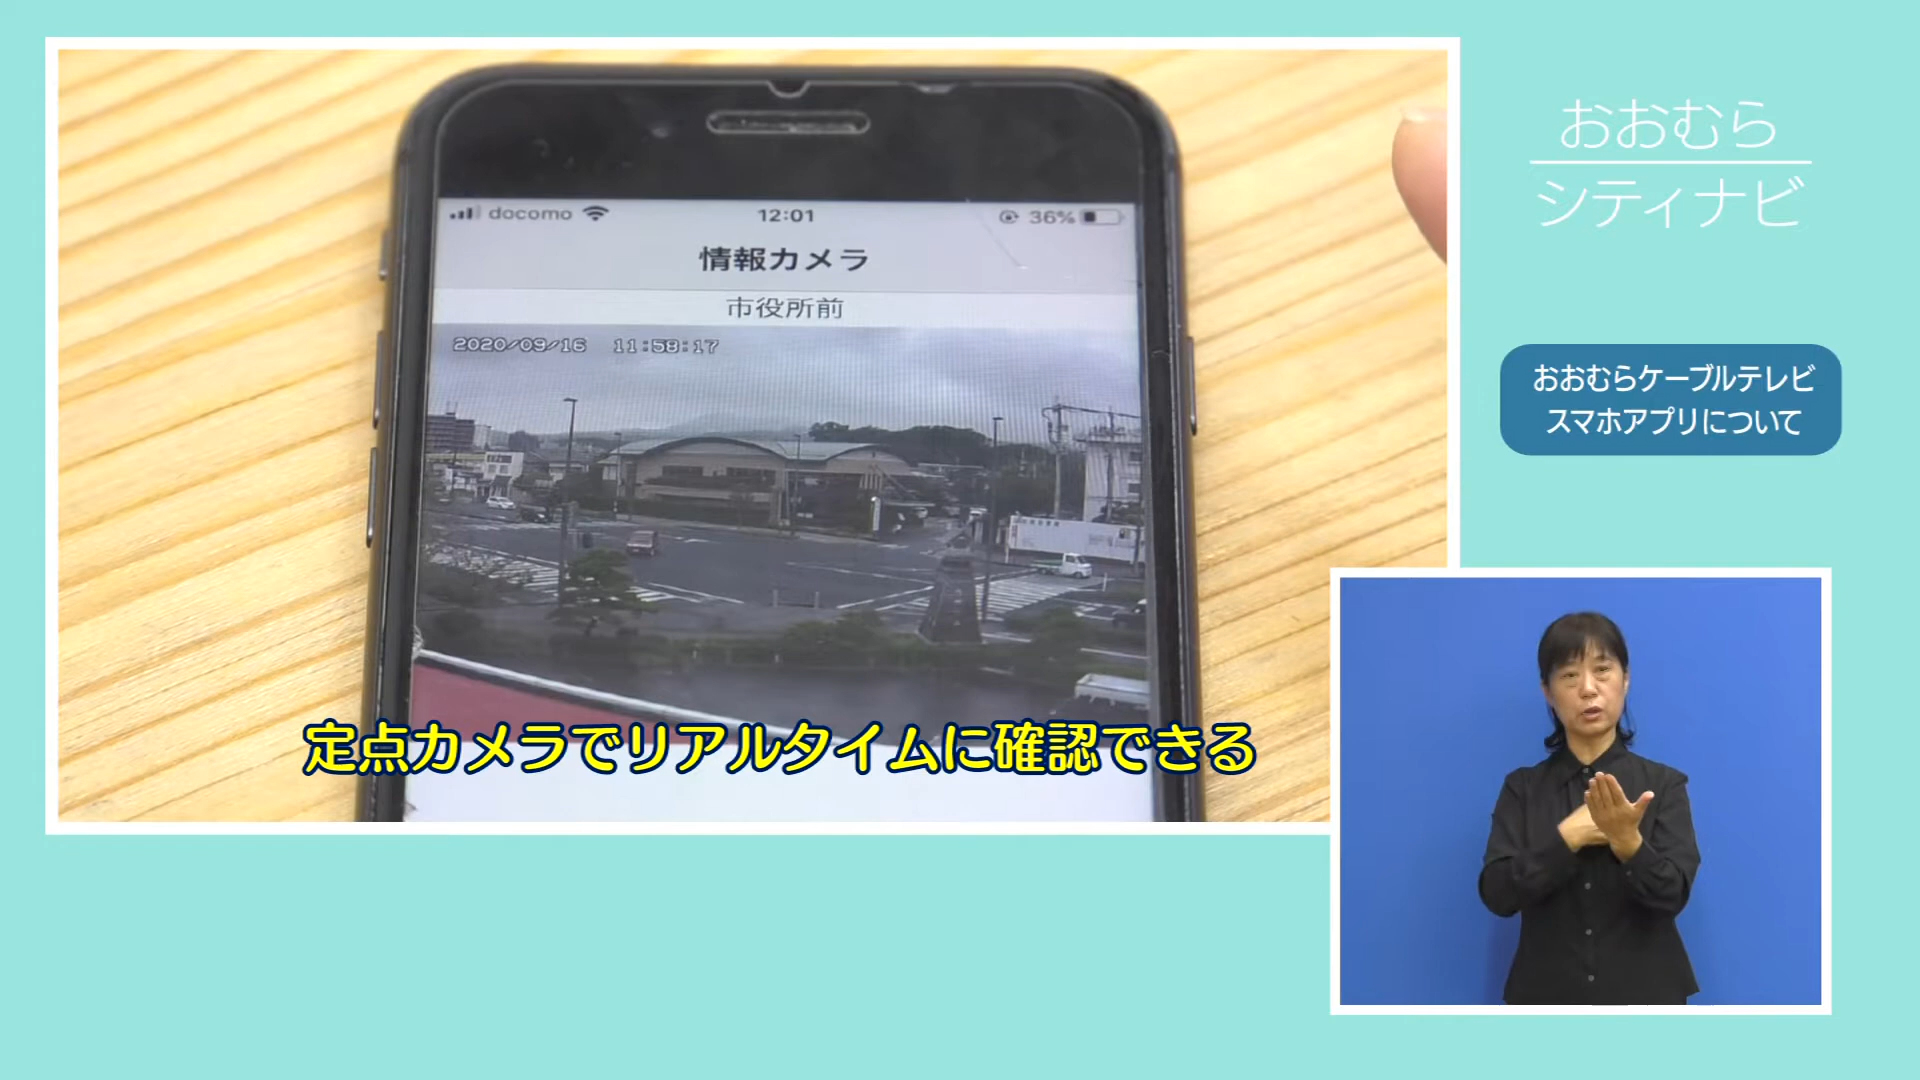 docomo 12:01 36%
情報カメラ
市役所前
2020/09/16 11:58:17
定点カメラでリアルタイムに確認できる
おおむら
シティナビ
おおむらケーブルテレビ
スマホアプリについて